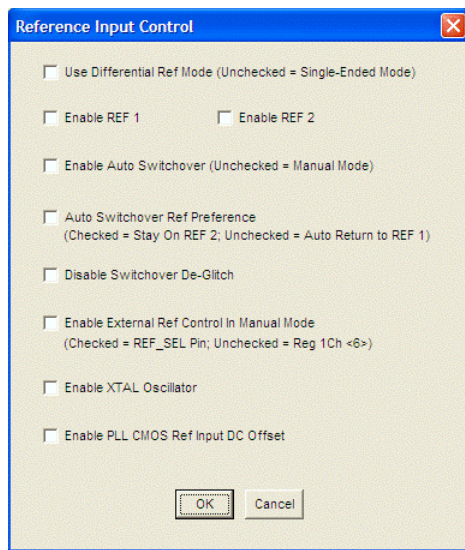 Reference Input Control
Use Differential Ref Mode (Unchecked = Single-Ended Mode)
Enable REF 1
Enable REF 2
Enable Auto Switchover (Unchecked = Manual Mode)
Auto Switchover Ref Preference
(Checked = Stay On REF 2; Unchecked = Auto Return to REF 1)
Disable Switchover De-Glitch
Enable External Ref Control In Manual Mode
(Checked = REF_SEL Pin; Unchecked = Reg 1Ch <6>)
Enable XTAL Oscillator
Enable PLL CMOS Ref Input DC Offset
OK
Cancel